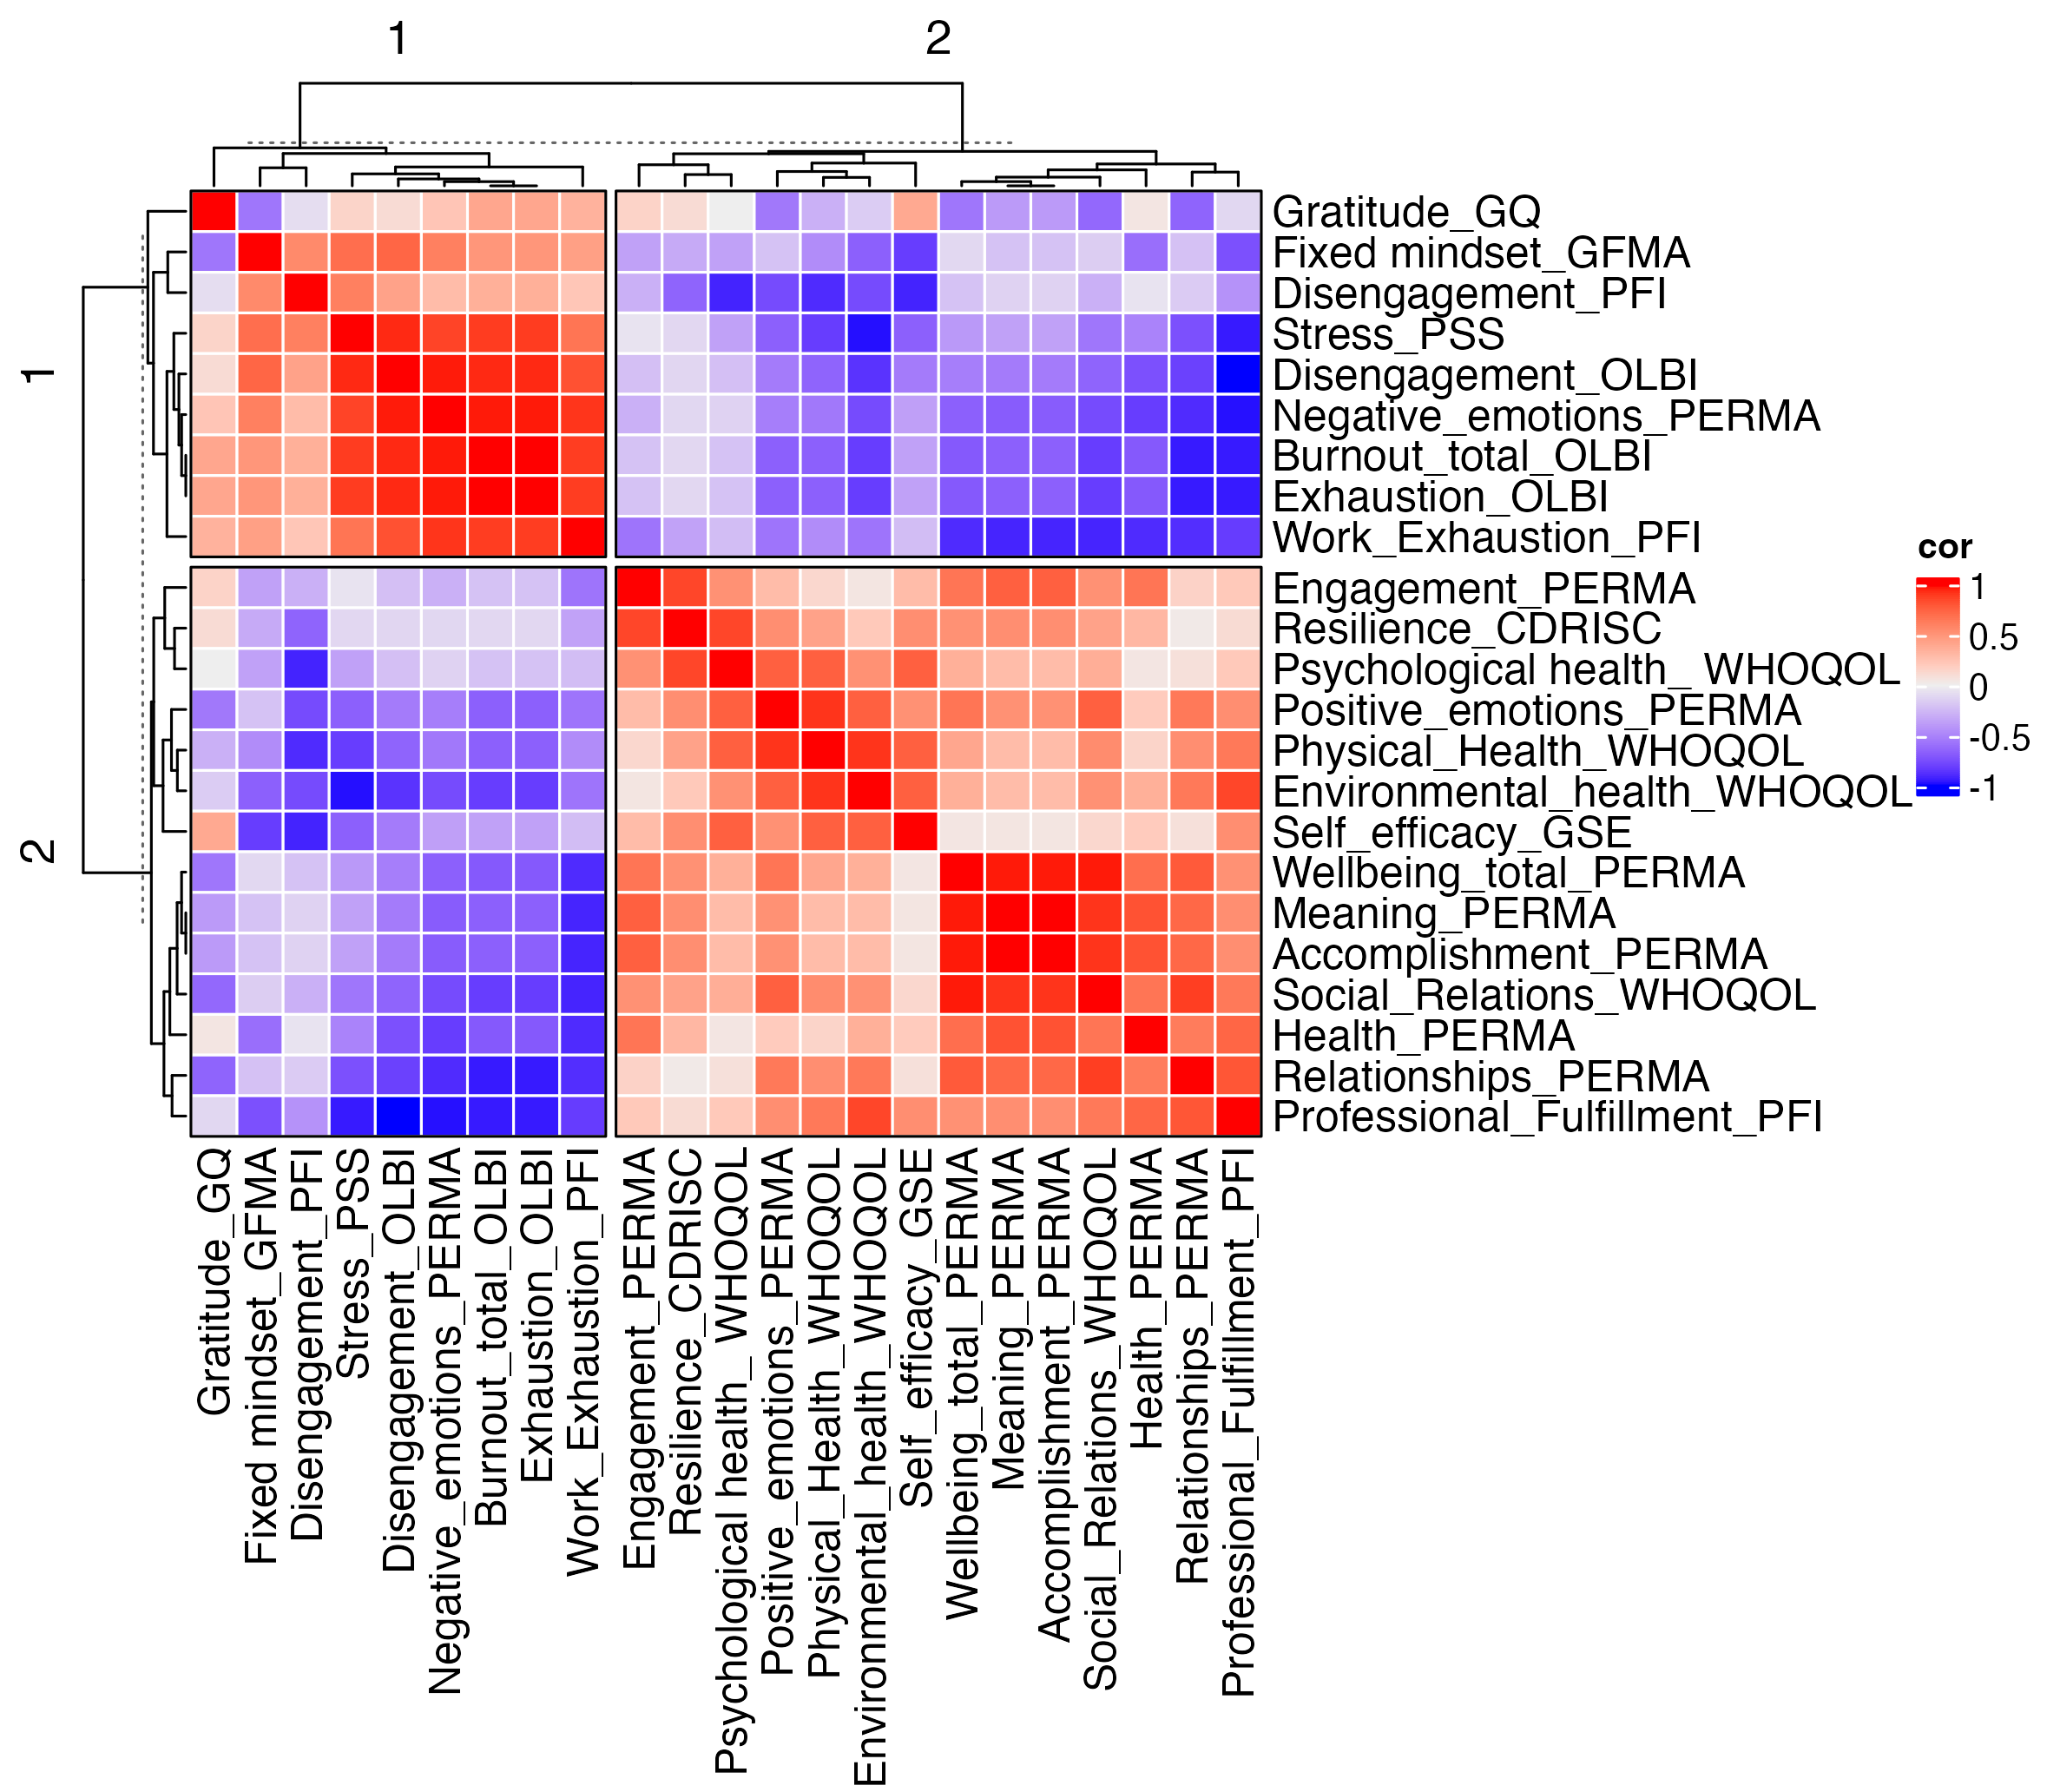 1
2
1
2
Gratitude_GQ
Fixed mindset_GFMA
Disengagement_PFI
Stress_PSS
Disengagement_OLBI
Negative_emotions_PERMA
Burnout_total_OLBI
Exhaustion_OLBI
Work_Exhaustion_PFI
Engagement_PERMA
Resilience_CDRISC
Psychological health_ WHOQOL
Positive_emotions_PERMA
Physical_Health_WHOQOL
Environmental_health_WHOQOL
Self_efficacy_GSE
Wellbeing_total_PERMA
Meaning_PERMA
Accomplishment_PERMA
Social_Relations_WHOQOL
Health_PERMA
Relationships_PERMA
Professional_Fulfillment_PFI
cor
1
0.5
0
-0.5
-1
Gratitude_GQ
Fixed mindset_GFMA
Disengagement_PFI
Stress_PSS
Disengagement_OLBI
Negative_emotions_PERMA
Burnout_total_OLBI
Exhaustion_OLBI
Work_Exhaustion_PFI
Engagement_PERMA
Resilience_CDRISC
Psychological health_ WHOQOL
Positive_emotions_PERMA
Physical_Health_WHOQOL
Environmental_health_WHOQOL
Self_efficacy_GSE
Wellbeing_total_PERMA
Meaning_PERMA
Accomplishment_PERMA
Social_Relations_WHOQOL
Health_PERMA
Relationships_PERMA
Professional_Fulfillment_PFI